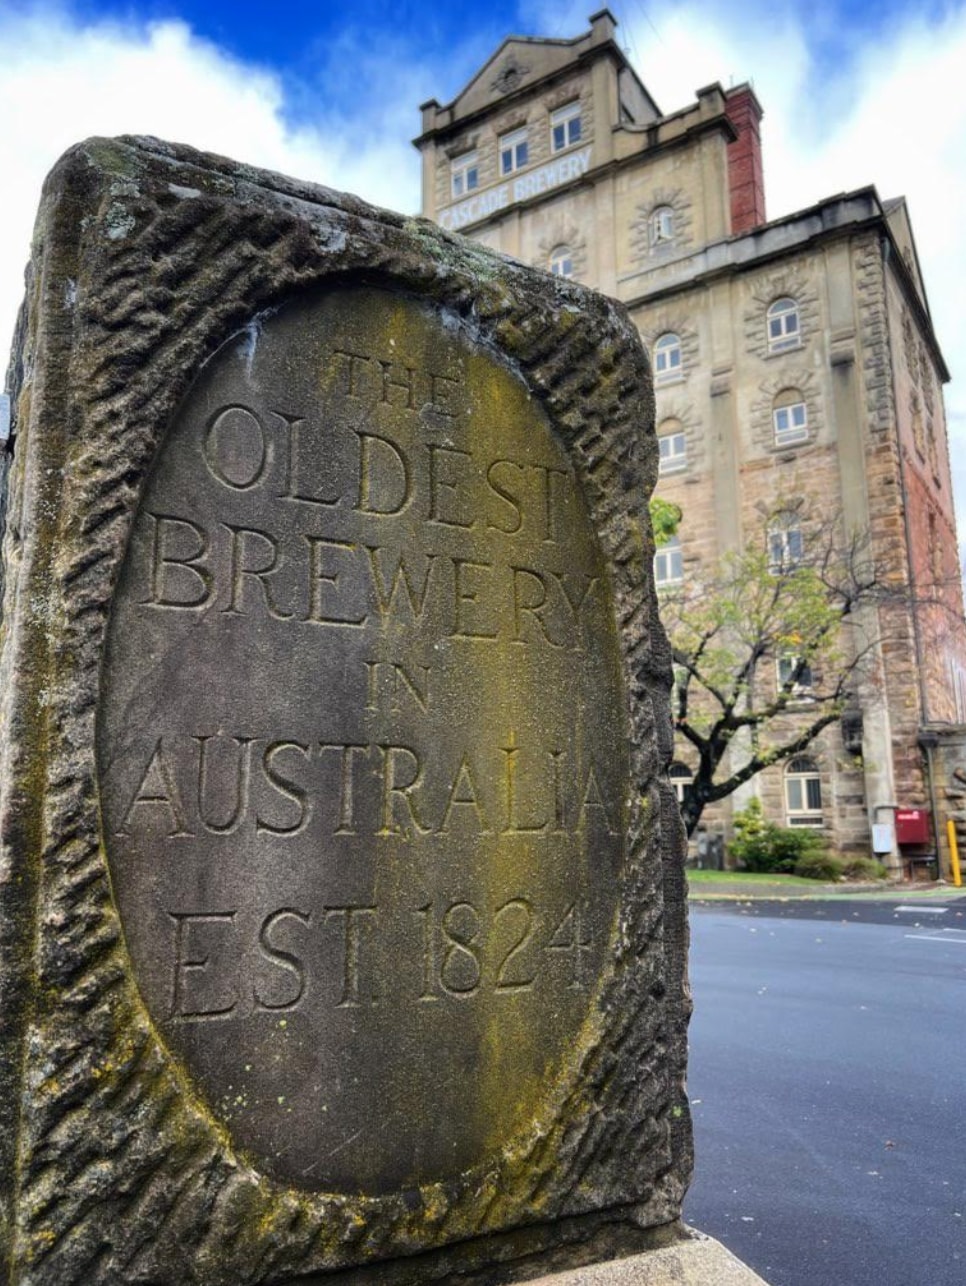 THE
OLDEST
BREWERY
IN
AUSTRALIA
EST. 1824
CASCADE BREWERY